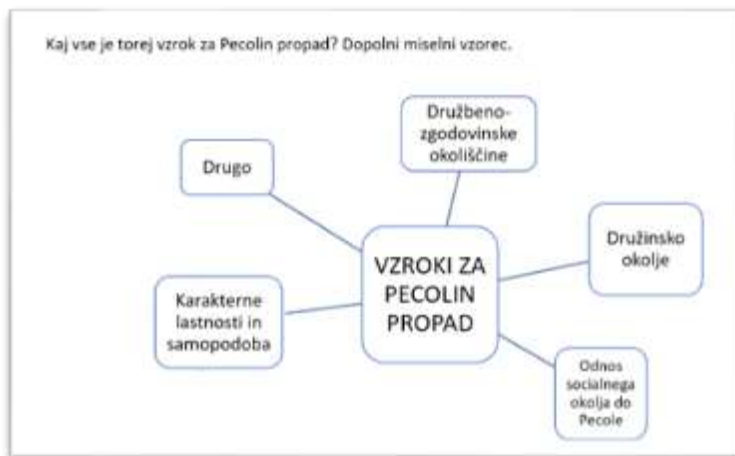 Kaj vse je torej vzrok za Pecolin propad? Dopolni miselni vzorec.
Družbeno-
zgodovinske
okoliščine
Drugo
Družinsko
okolje
VZROKI ZA
PECOLIN
PROPAD
Karakterne
lastnosti in
samopodoba
Odnos
socialnega
okolja do
Pecole